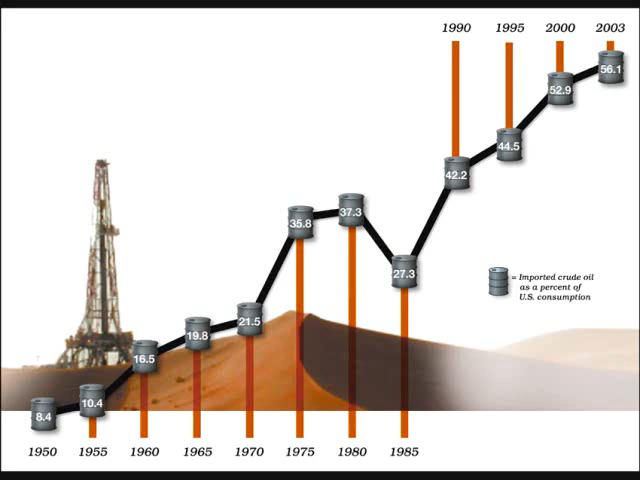 1990 1995 2000 2003
56.1
52.9
44.5
42.2
37.3
35.8
27.3
= Imported crude oil
as a percent of
U.S. consumption
21.5
19.8
16.5
10.4
8.4
1950 1955 1960 1965 1970 1975 1980 1985